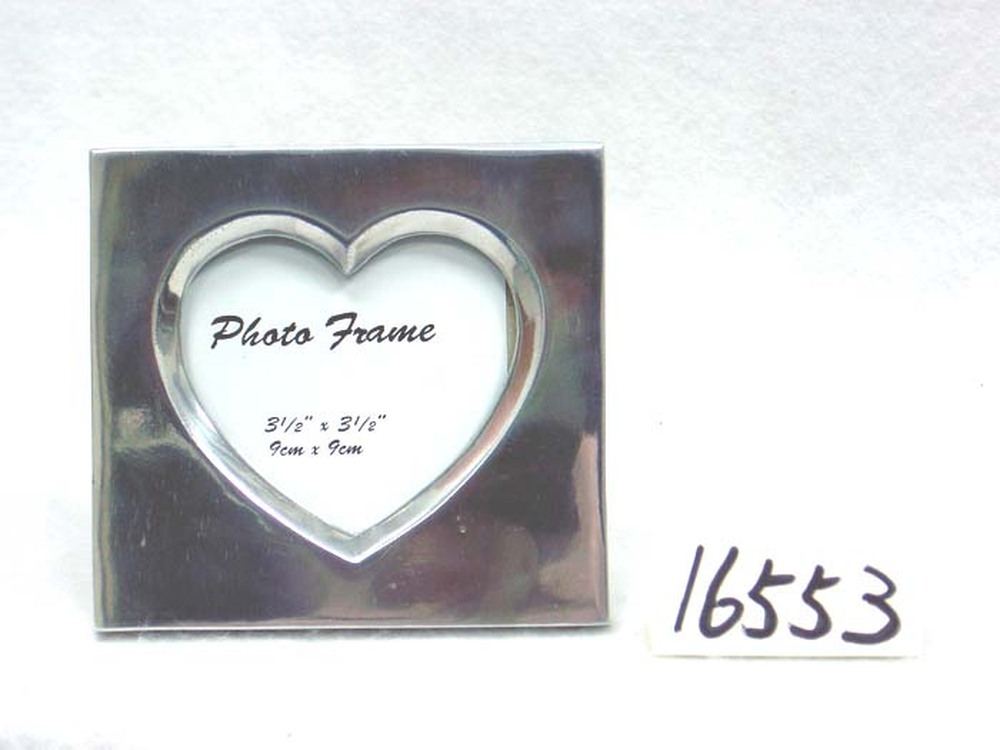 Photo Frame
3 1/2" x 3 1/2"
9cm x 9cm
16553